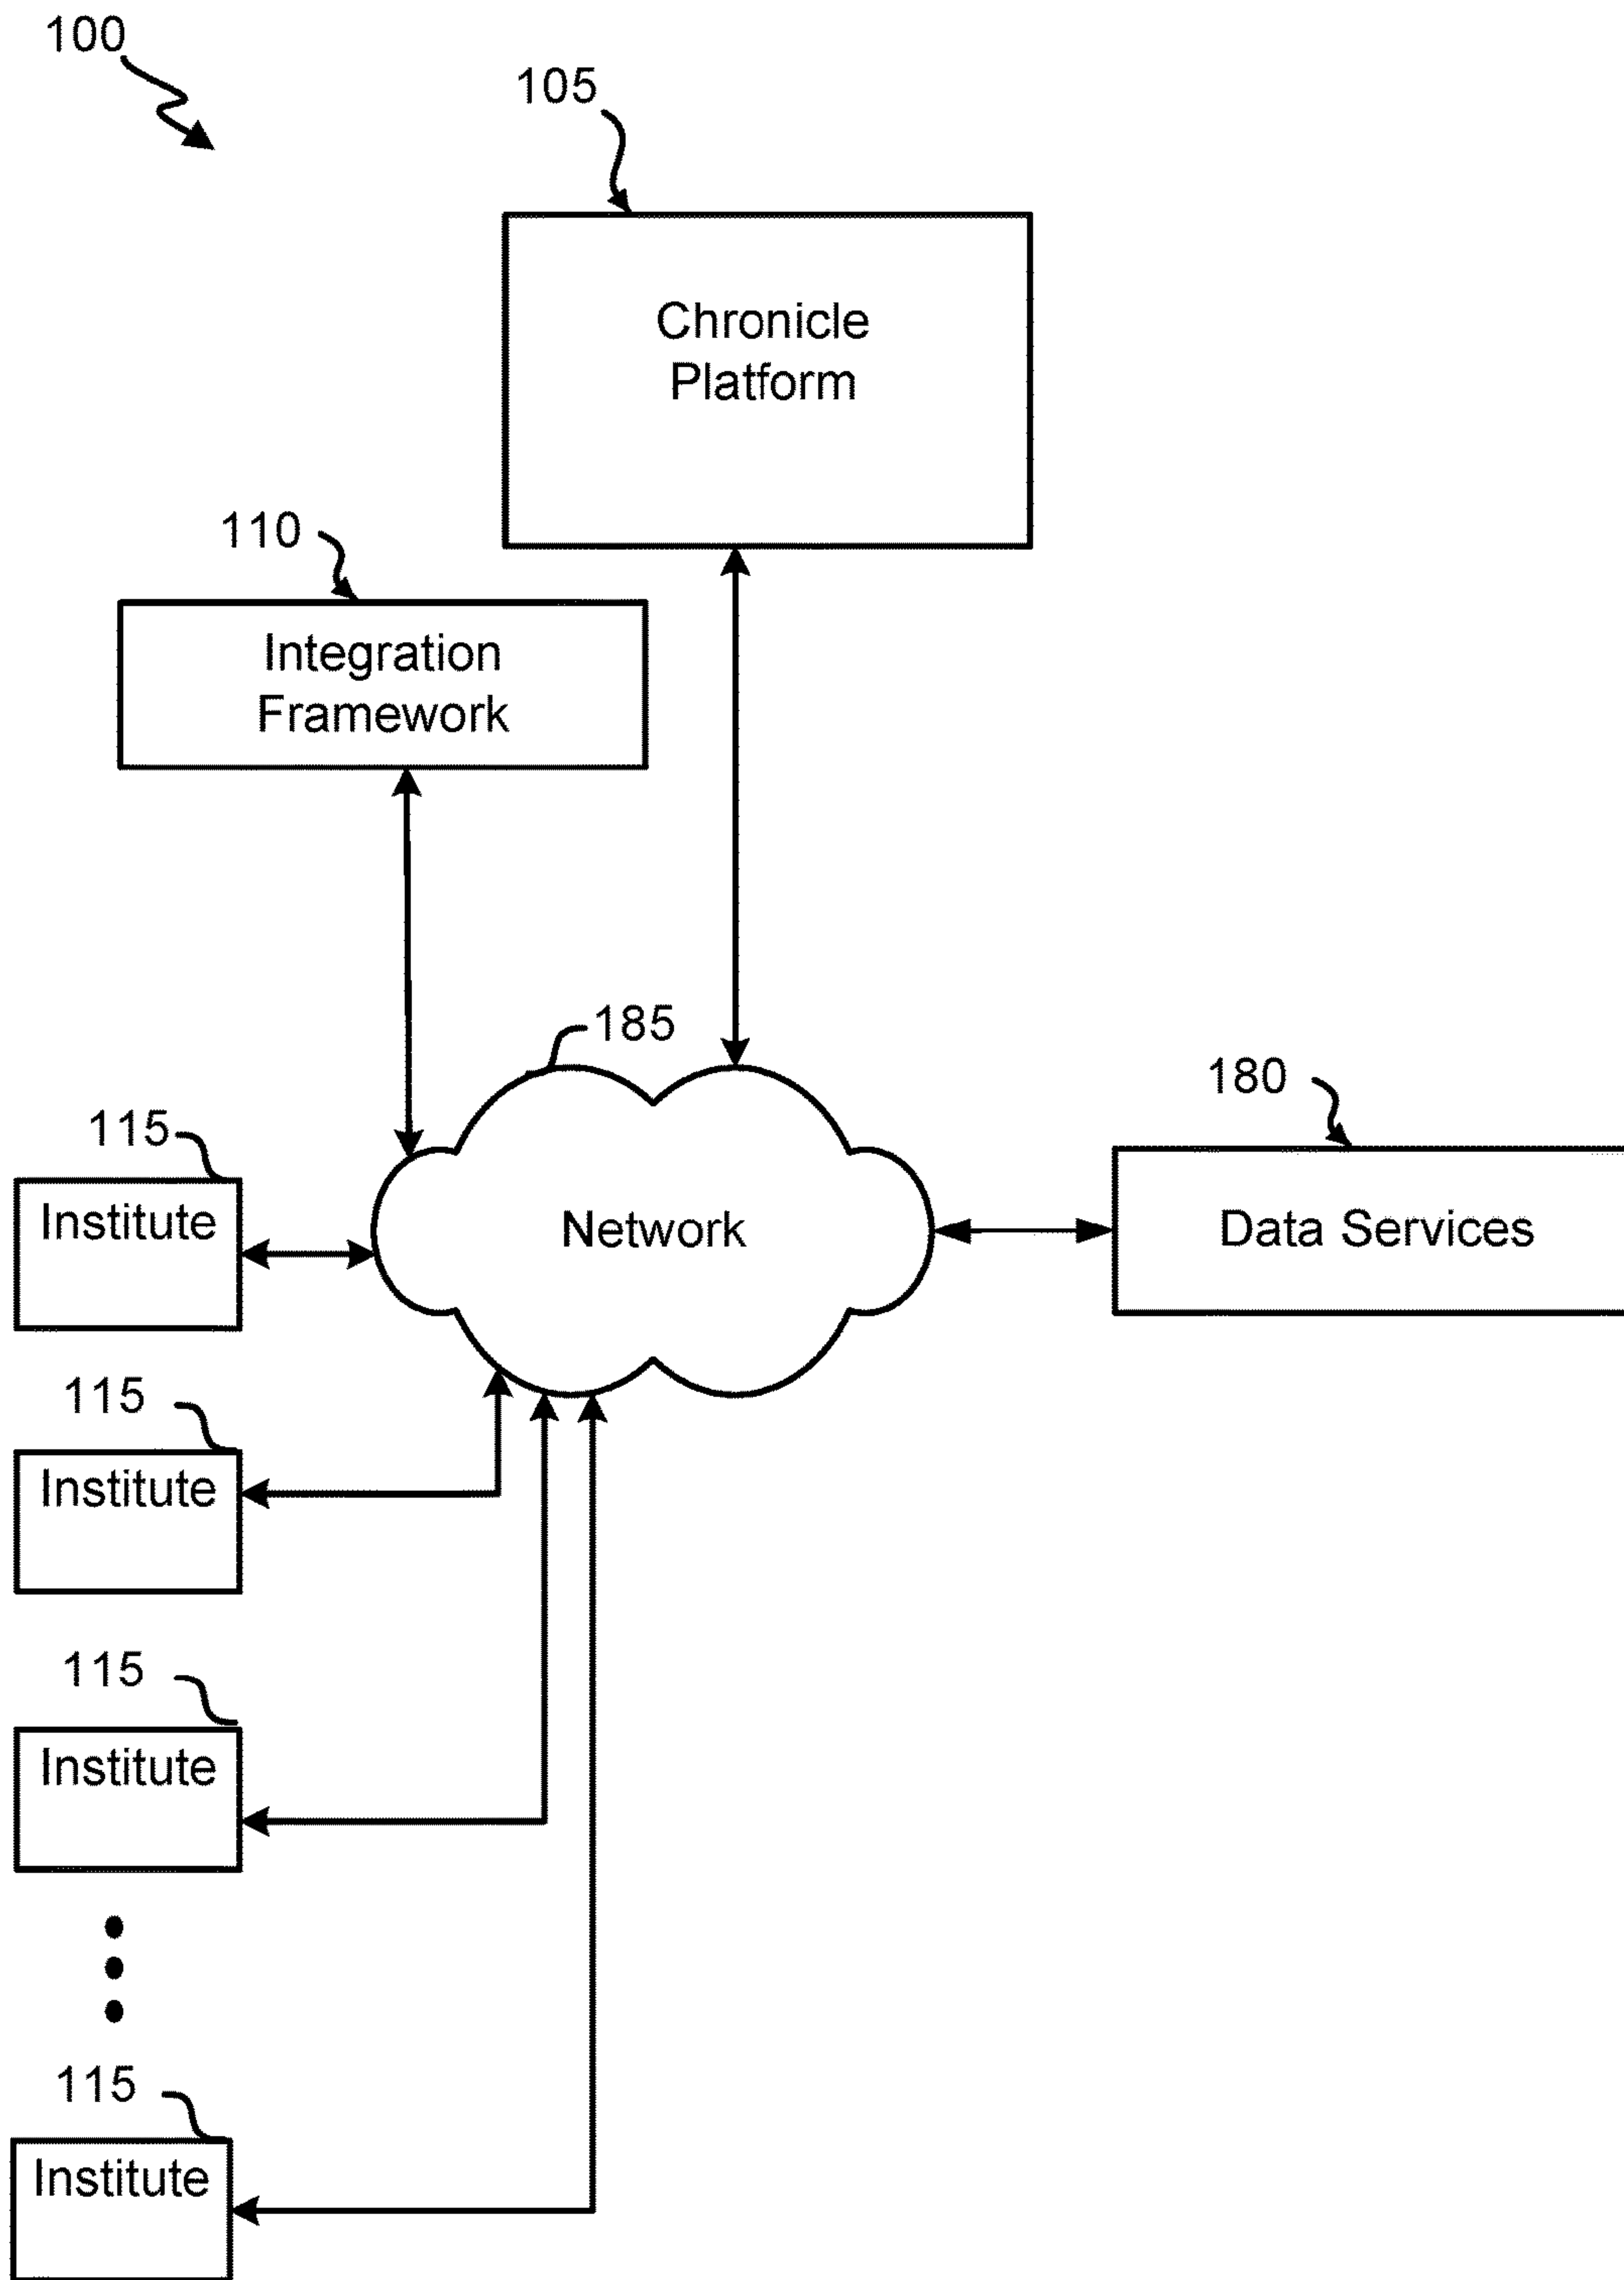 100
105
Chronicle
Platform
110
Integration
Framework
185
180
115
Institute
Network
Data Services
115
Institute
115
Institute
115
Institute